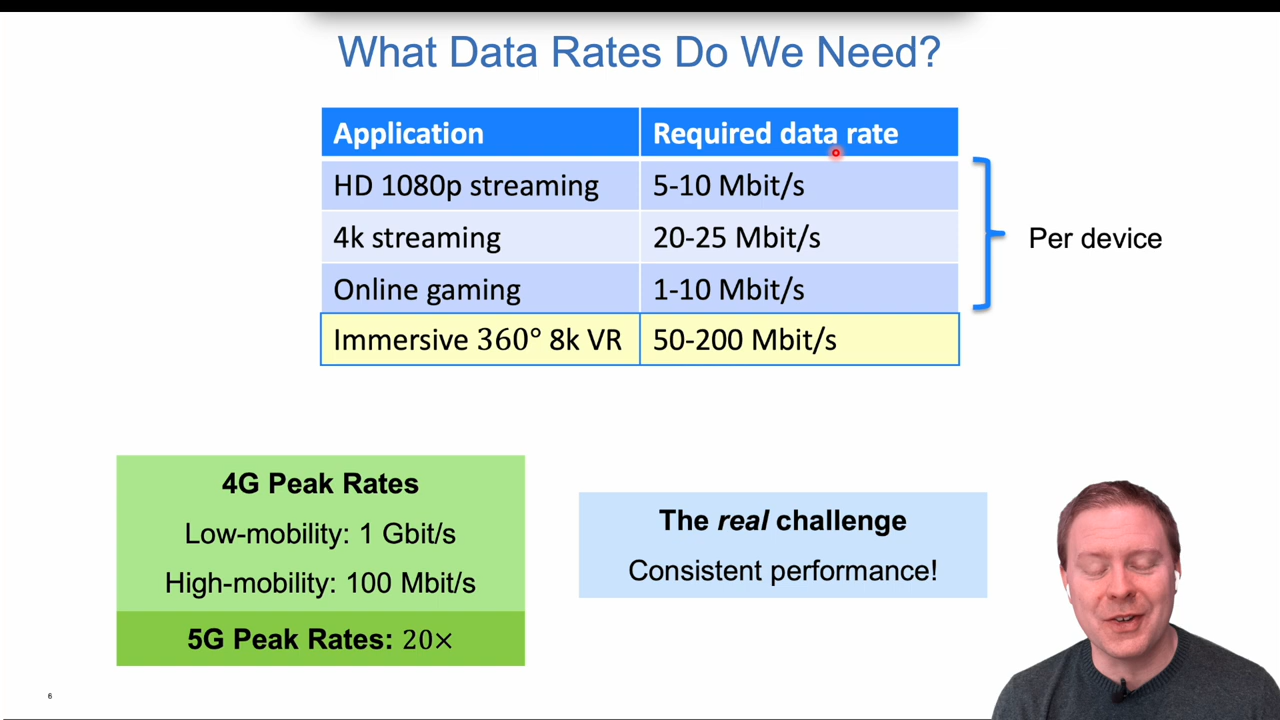 What Data Rates Do We Need?
Application Required data rate
HD 1080p streaming 5-10 Mbit/s
4k streaming 20-25 Mbit/s
Online gaming 1-10 Mbit/s
Immersive 360° 8k VR 50-200 Mbit/s
Per device
4G Peak Rates
Low-mobility: 1 Gbit/s
High-mobility: 100 Mbit/s
5G Peak Rates: 20×
The real challenge
Consistent performance!
6